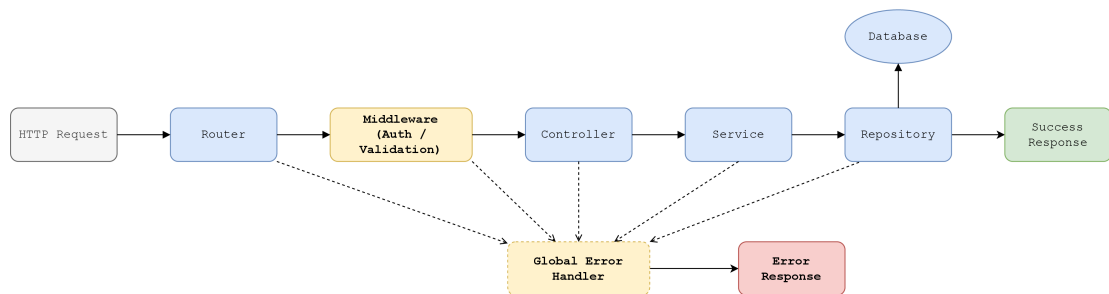 Database
HTTP Request
Router
Middleware
(Auth /
Validation)
Controller
Service
Repository
Success
Response
Global Error
Handler
Error
Response